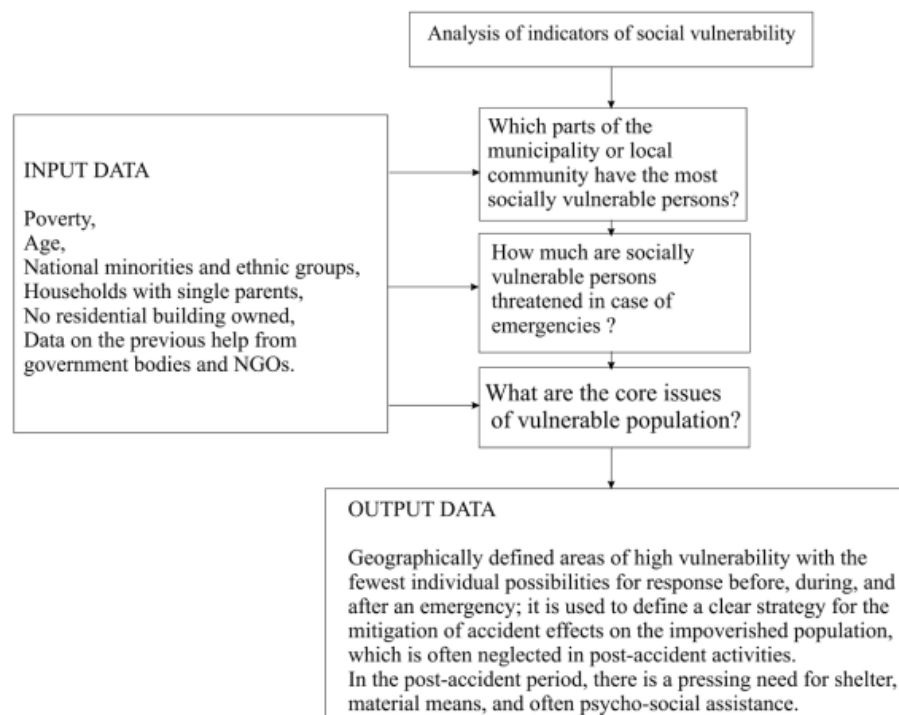 Analysis of indicators of social vulnerability
Which parts of the
municipality or local
community have the most
socially vulnerable persons?
INPUT DATA
Poverty,
Age,
National minorities and ethnic groups,
Households with single parents,
No residential building owned,
Data on the previous help from
government bodies and NGOs.
How much are socially
vulnerable persons
threatened in case of
emergencies ?
What are the core issues
of vulnerable population?
OUTPUT DATA
Geographically defined areas of high vulnerability with the
fewest individual possibilities for response before, during, and
after an emergency; it is used to define a clear strategy for the
mitigation of accident effects on the impoverished population,
which is often neglected in post-accident activities.
In the post-accident period, there is a pressing need for shelter,
material means, and often psycho-social assistance.